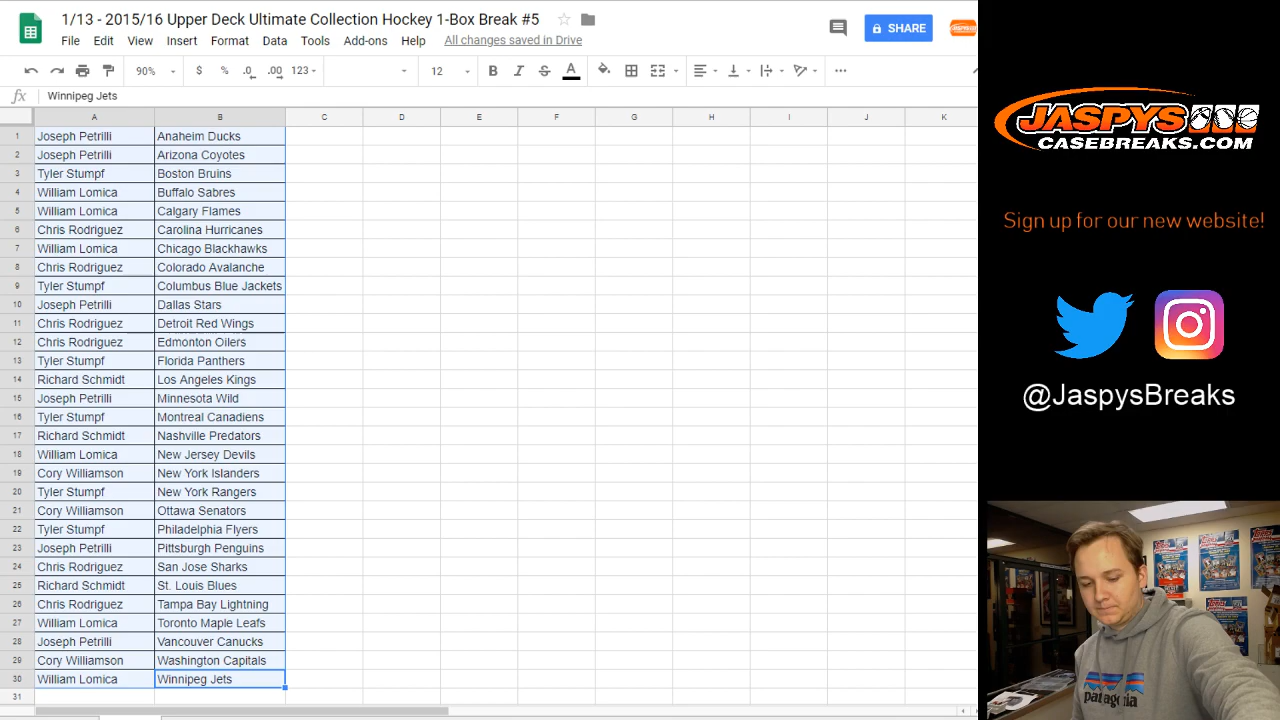 1/13 - 2015/16 Upper Deck Ultimate Collection Hockey 1-Box Break #5
File Edit View Insert Format Data Tools Add-ons Help All changes saved in Drive
SHARE
90% $ % .0 .00 123 12 B I S A
fx Winnipeg Jets
A B C D E F G H I J K
1 Joseph Petrilli Anaheim Ducks
2 Joseph Petrilli Arizona Coyotes
3 Tyler Stumpf Boston Bruins
4 William Lomica Buffalo Sabres
5 William Lomica Calgary Flames
6 Chris Rodriguez Carolina Hurricanes
7 William Lomica Chicago Blackhawks
8 Chris Rodriguez Colorado Avalanche
9 Tyler Stumpf Columbus Blue Jackets
10 Joseph Petrilli Dallas Stars
11 Chris Rodriguez Detroit Red Wings
12 Chris Rodriguez Edmonton Oilers
13 Tyler Stumpf Florida Panthers
14 Richard Schmidt Los Angeles Kings
15 Joseph Petrilli Minnesota Wild
16 Tyler Stumpf Montreal Canadiens
17 Richard Schmidt Nashville Predators
18 William Lomica New Jersey Devils
19 Cory Williamson New York Islanders
20 Tyler Stumpf New York Rangers
21 Cory Williamson Ottawa Senators
22 Tyler Stumpf Philadelphia Flyers
23 Joseph Petrilli Pittsburgh Penguins
24 Chris Rodriguez San Jose Sharks
25 Richard Schmidt St. Louis Blues
26 Chris Rodriguez Tampa Bay Lightning
27 William Lomica Toronto Maple Leafs
28 Joseph Petrilli Vancouver Canucks
29 Cory Williamson Washington Capitals
30 William Lomica Winnipeg Jets
31
JASPYS
CASEBREAKS.COM
Sign up for our new website!
@JaspysBreaks
patagonia